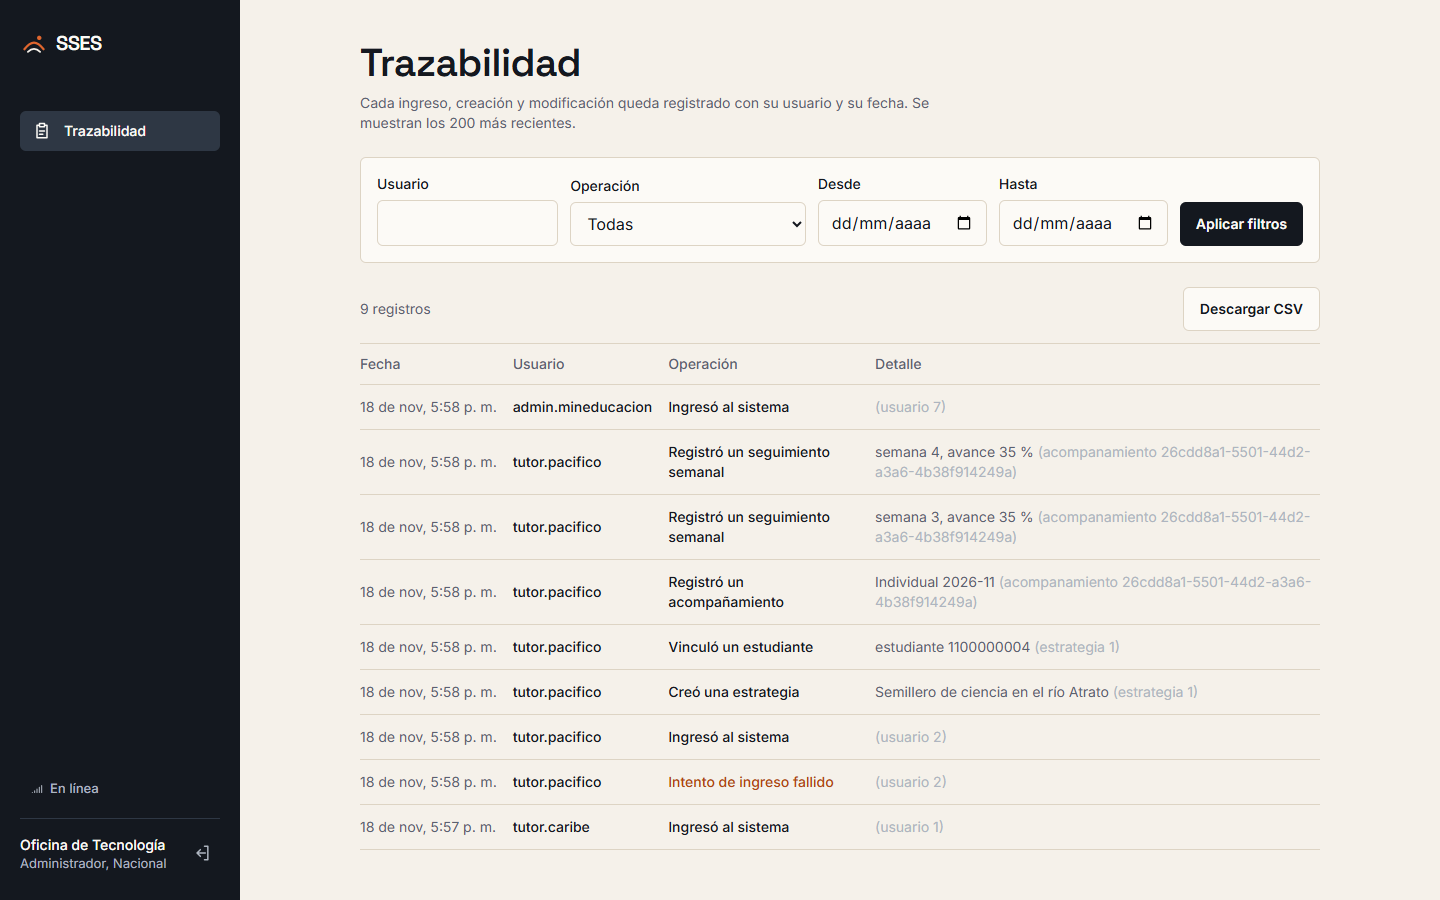 SSES
Trazabilidad
En línea
Oficina de Tecnología
Administrador, Nacional
Trazabilidad
Cada ingreso, creación y modificación queda registrado con su usuario y su fecha. Se
muestran los 200 más recientes.
Usuario Operación Desde Hasta
Todas dd/mm/aaaa dd/mm/aaaa Aplicar filtros
9 registros Descargar CSV
Fecha Usuario Operación Detalle
18 de nov, 5:58 p. m. admin.mineducacion Ingresó al sistema (usuario 7)
18 de nov, 5:58 p. m. tutor.pacifico Registró un seguimiento semanal semana 4, avance 35 % (acompanamiento 26cdd8a1-5501-44d2-
a3a6-4b38f914249a)
18 de nov, 5:58 p. m. tutor.pacifico Registró un seguimiento semanal semana 3, avance 35 % (acompanamiento 26cdd8a1-5501-44d2-
a3a6-4b38f914249a)
18 de nov, 5:58 p. m. tutor.pacifico Registró un acompañamiento Individual 2026-11 (acompanamiento 26cdd8a1-5501-44d2-a3a6-
4b38f914249a)
18 de nov, 5:58 p. m. tutor.pacifico Vinculó un estudiante estudiante 1100000004 (estrategia 1)
18 de nov, 5:58 p. m. tutor.pacifico Creó una estrategia Semillero de ciencia en el río Atrato (estrategia 1)
18 de nov, 5:58 p. m. tutor.pacifico Ingresó al sistema (usuario 2)
18 de nov, 5:58 p. m. tutor.pacifico Intento de ingreso fallido (usuario 2)
18 de nov, 5:57 p. m. tutor.caribe Ingresó al sistema (usuario 1)